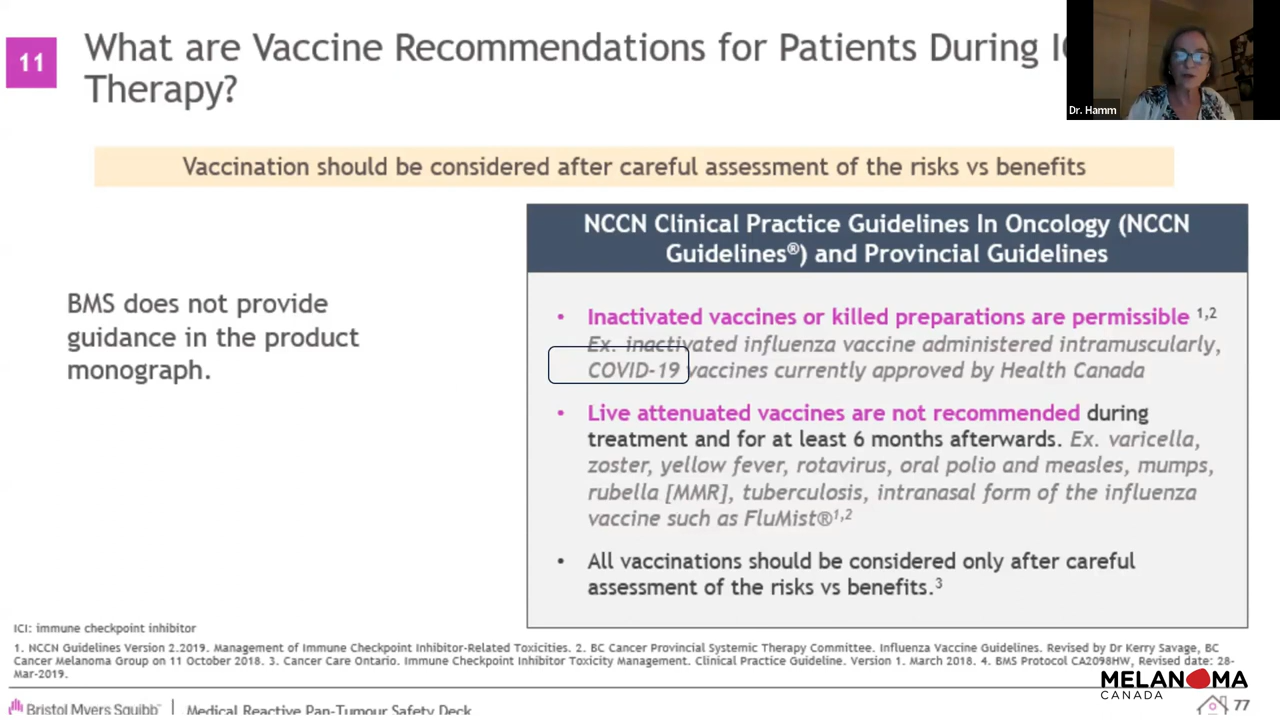 11
What are Vaccine Recommendations for Patients During
Therapy?
Dr. Hamm
Vaccination should be considered after careful assessment of the risks vs benefits
BMS does not provide
guidance in the product
monograph.
NCCN Clinical Practice Guidelines In Oncology (NCCN
Guidelines®) and Provincial Guidelines
• Inactivated vaccines or killed preparations are permissible 1,2
Ex. inactivated influenza vaccine administered intramuscularly,
COVID-19 vaccines currently approved by Health Canada
• Live attenuated vaccines are not recommended during
treatment and for at least 6 months afterwards. Ex. varicella,
zoster, yellow fever, rotavirus, oral polio and measles, mumps,
rubella [MMR], tuberculosis, intranasal form of the influenza
vaccine such as FluMist®1,2
• All vaccinations should be considered only after careful
assessment of the risks vs benefits.3
ICI: immune checkpoint inhibitor
1. NCCN Guidelines Version 2.2019. Management of Immune Checkpoint Inhibitor-Related Toxicities. 2. BC Cancer Provincial Systemic Therapy Committee. Influenza Vaccine Guidelines. Revised by Dr Kerry Savage, BC
Cancer Melanoma Group on 11 October 2018. 3. Cancer Care Ontario. Immune Checkpoint Inhibitor Toxicity Management. Clinical Practice Guideline. Version 1. March 2018. 4. BMS Protocol CA2098HW, Revised date: 28-
Mar-2019.
MELANOMA
CANADA
Bristol Myers Squibb™ | Medical Reactive Pan-Tumour Safety Deck
77